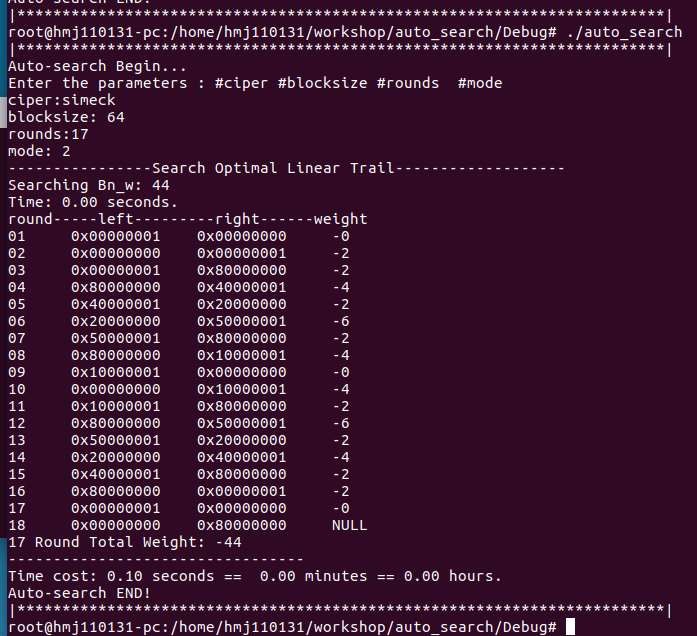 Auto-search END!
|************************************************************************|
root@hmj110131-pc:/home/hmj110131/workshop/auto_search/Debug# ./auto_search
|************************************************************************|
Auto-search Begin...
Enter the parameters : #ciper #blocksize #rounds  #mode
ciper:simeck
blocksize: 64
rounds:17
mode: 2
----------------Search Optimal Linear Trail-------------------
Searching Bn_w: 44
Time: 0.00 seconds.
round-----left---------right------weight
01     0x00000001    0x00000000     -0
02     0x00000000    0x00000001     -2
03     0x00000001    0x80000000     -2
04     0x80000000    0x40000001     -4
05     0x40000001    0x20000000     -2
06     0x20000000    0x50000001     -6
07     0x50000001    0x80000000     -2
08     0x80000000    0x10000001     -4
09     0x10000001    0x00000000     -0
10     0x00000000    0x10000001     -4
11     0x10000001    0x80000000     -2
12     0x80000000    0x50000001     -6
13     0x50000001    0x20000000     -2
14     0x20000000    0x40000001     -4
15     0x40000001    0x80000000     -2
16     0x80000000    0x00000001     -2
17     0x00000001    0x00000000     -0
18     0x00000000    0x80000000     NULL
17 Round Total Weight: -44
---------------------------------
Time cost: 0.10 seconds ==  0.00 minutes == 0.00 hours.
Auto-search END!
|************************************************************************|
root@hmj110131-pc:/home/hmj110131/workshop/auto_search/Debug#